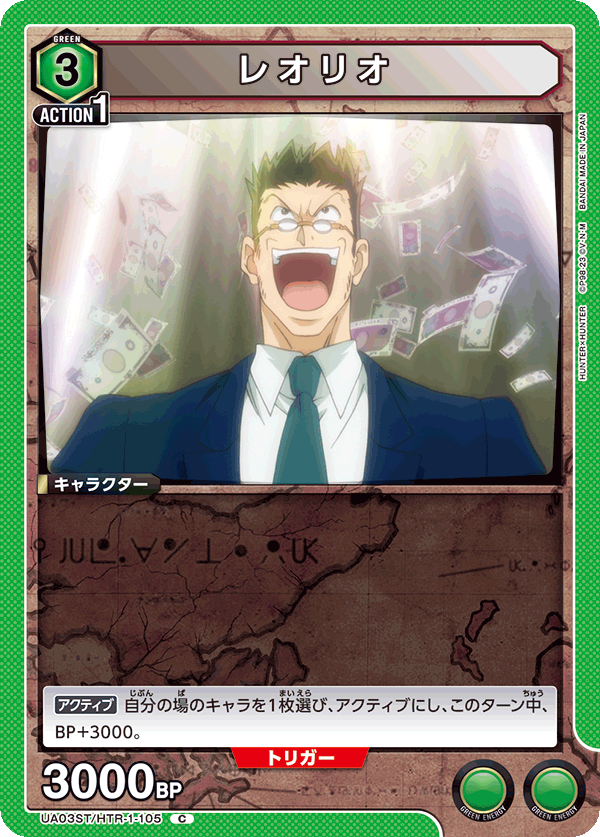 GREEN
3
ACTION 1
レオリオ
HUNTER×HUNTER ©P98-23 ©V・N・M BANDAI MADE IN JAPAN
キャラクター
アクティブ 自分の場のキャラを1枚選び、アクティブにし、このターン中、
BP+3000。
トリガー
3000BP
GREEN ENERGY
GREEN ENERGY
UA03ST/HTR-1-105 C